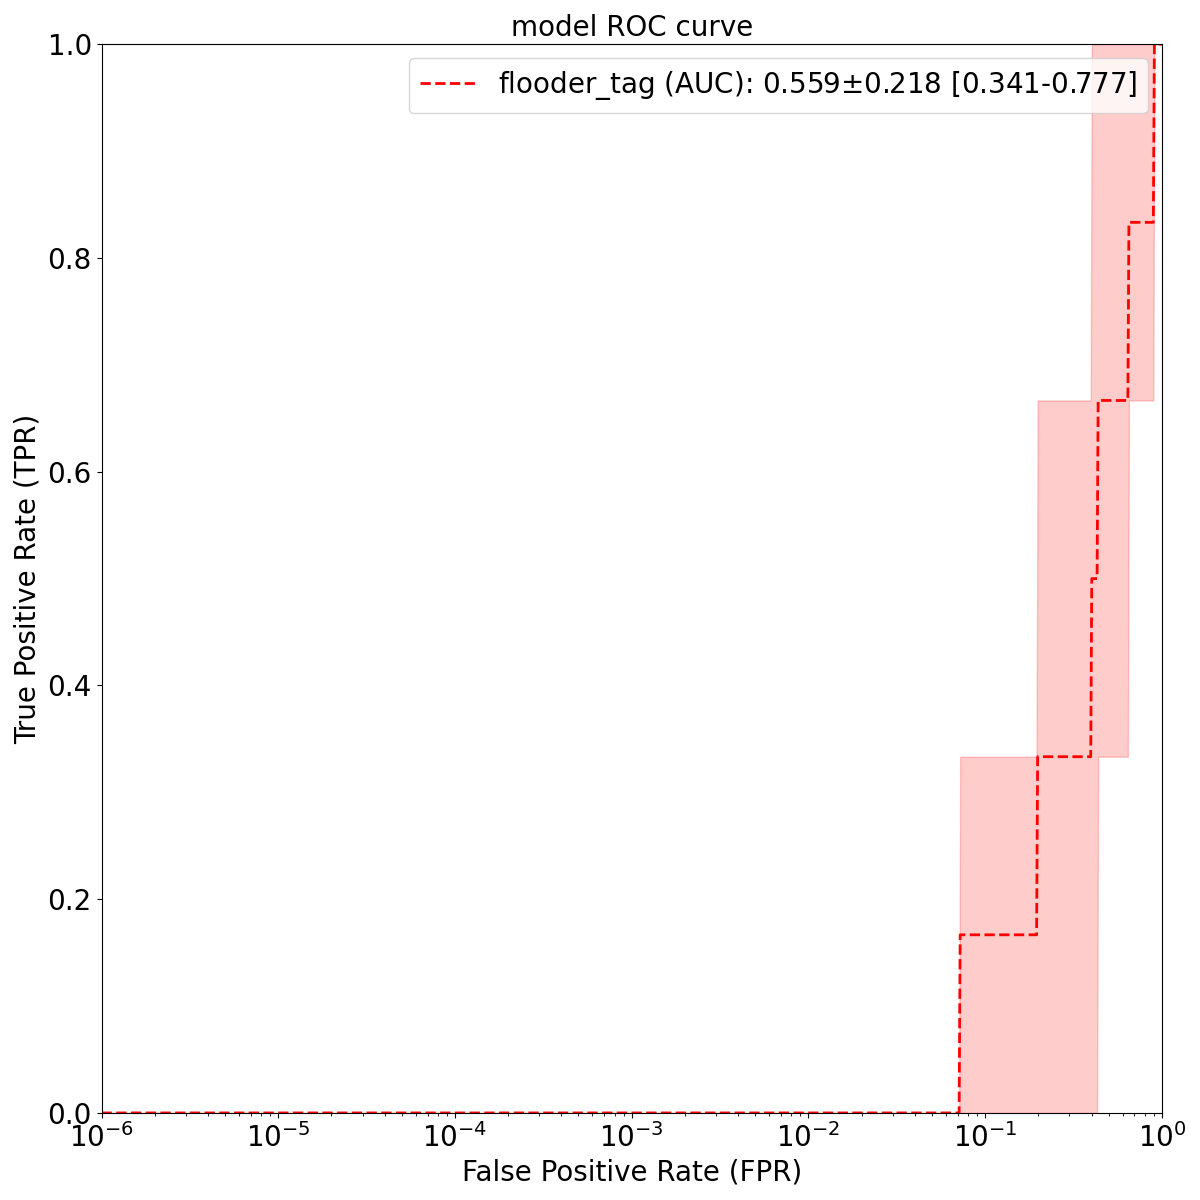 model ROC curve
flooder_tag (AUC): 0.559±0.218 [0.341-0.777]
1.0
0.8
0.6
0.4
0.2
0.0
True Positive Rate (TPR)
10⁻⁶ 10⁻⁵ 10⁻⁴ 10⁻³ 10⁻² 10⁻¹ 10⁰
False Positive Rate (FPR)